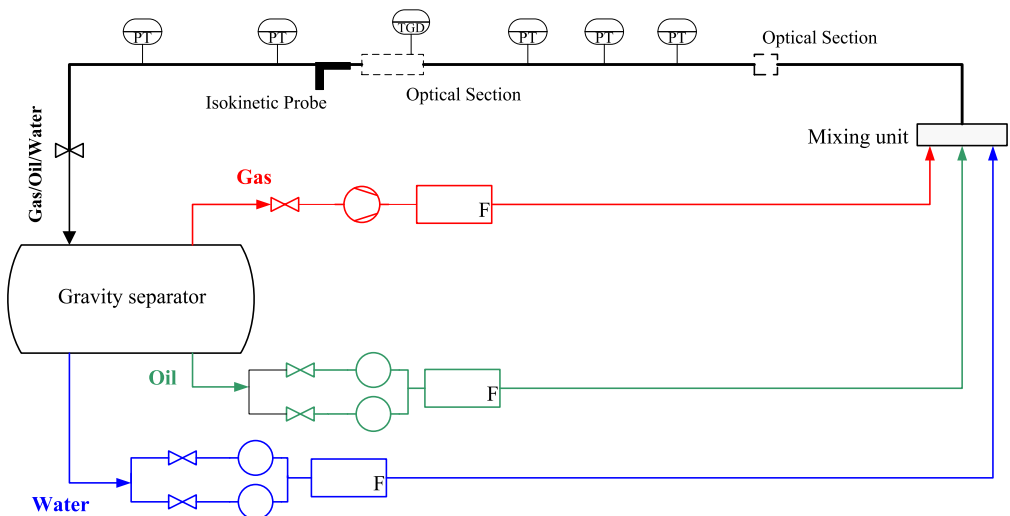 PT
PT
TGD
PT
PT
PT
Optical Section
Isokinetic Probe
Optical Section
Mixing unit
Gas/Oil/Water
Gas
F
Gravity separator
Oil
F
F
Water